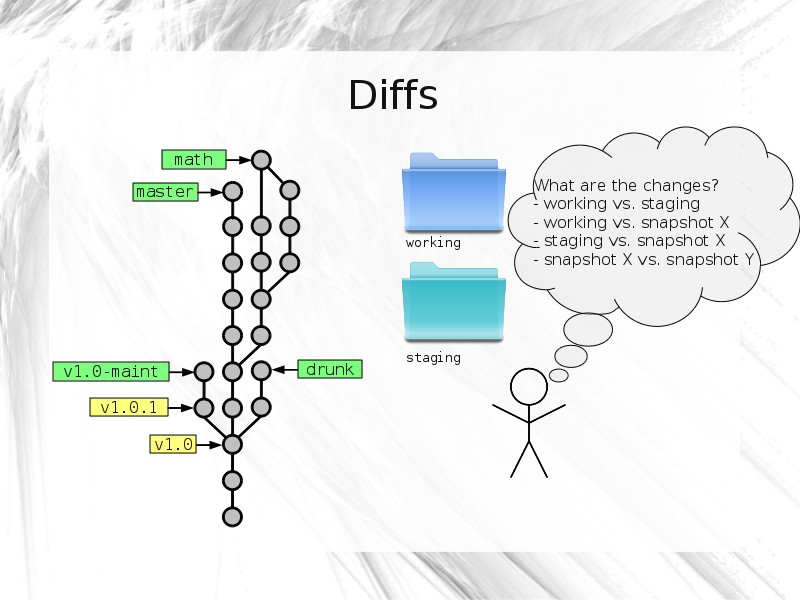 Diffs
math
master
v1.0-maint
drunk
v1.0.1
v1.0
working
staging
What are the changes?
- working vs. staging
- working vs. snapshot X
- staging vs. snapshot X
- snapshot X vs. snapshot Y